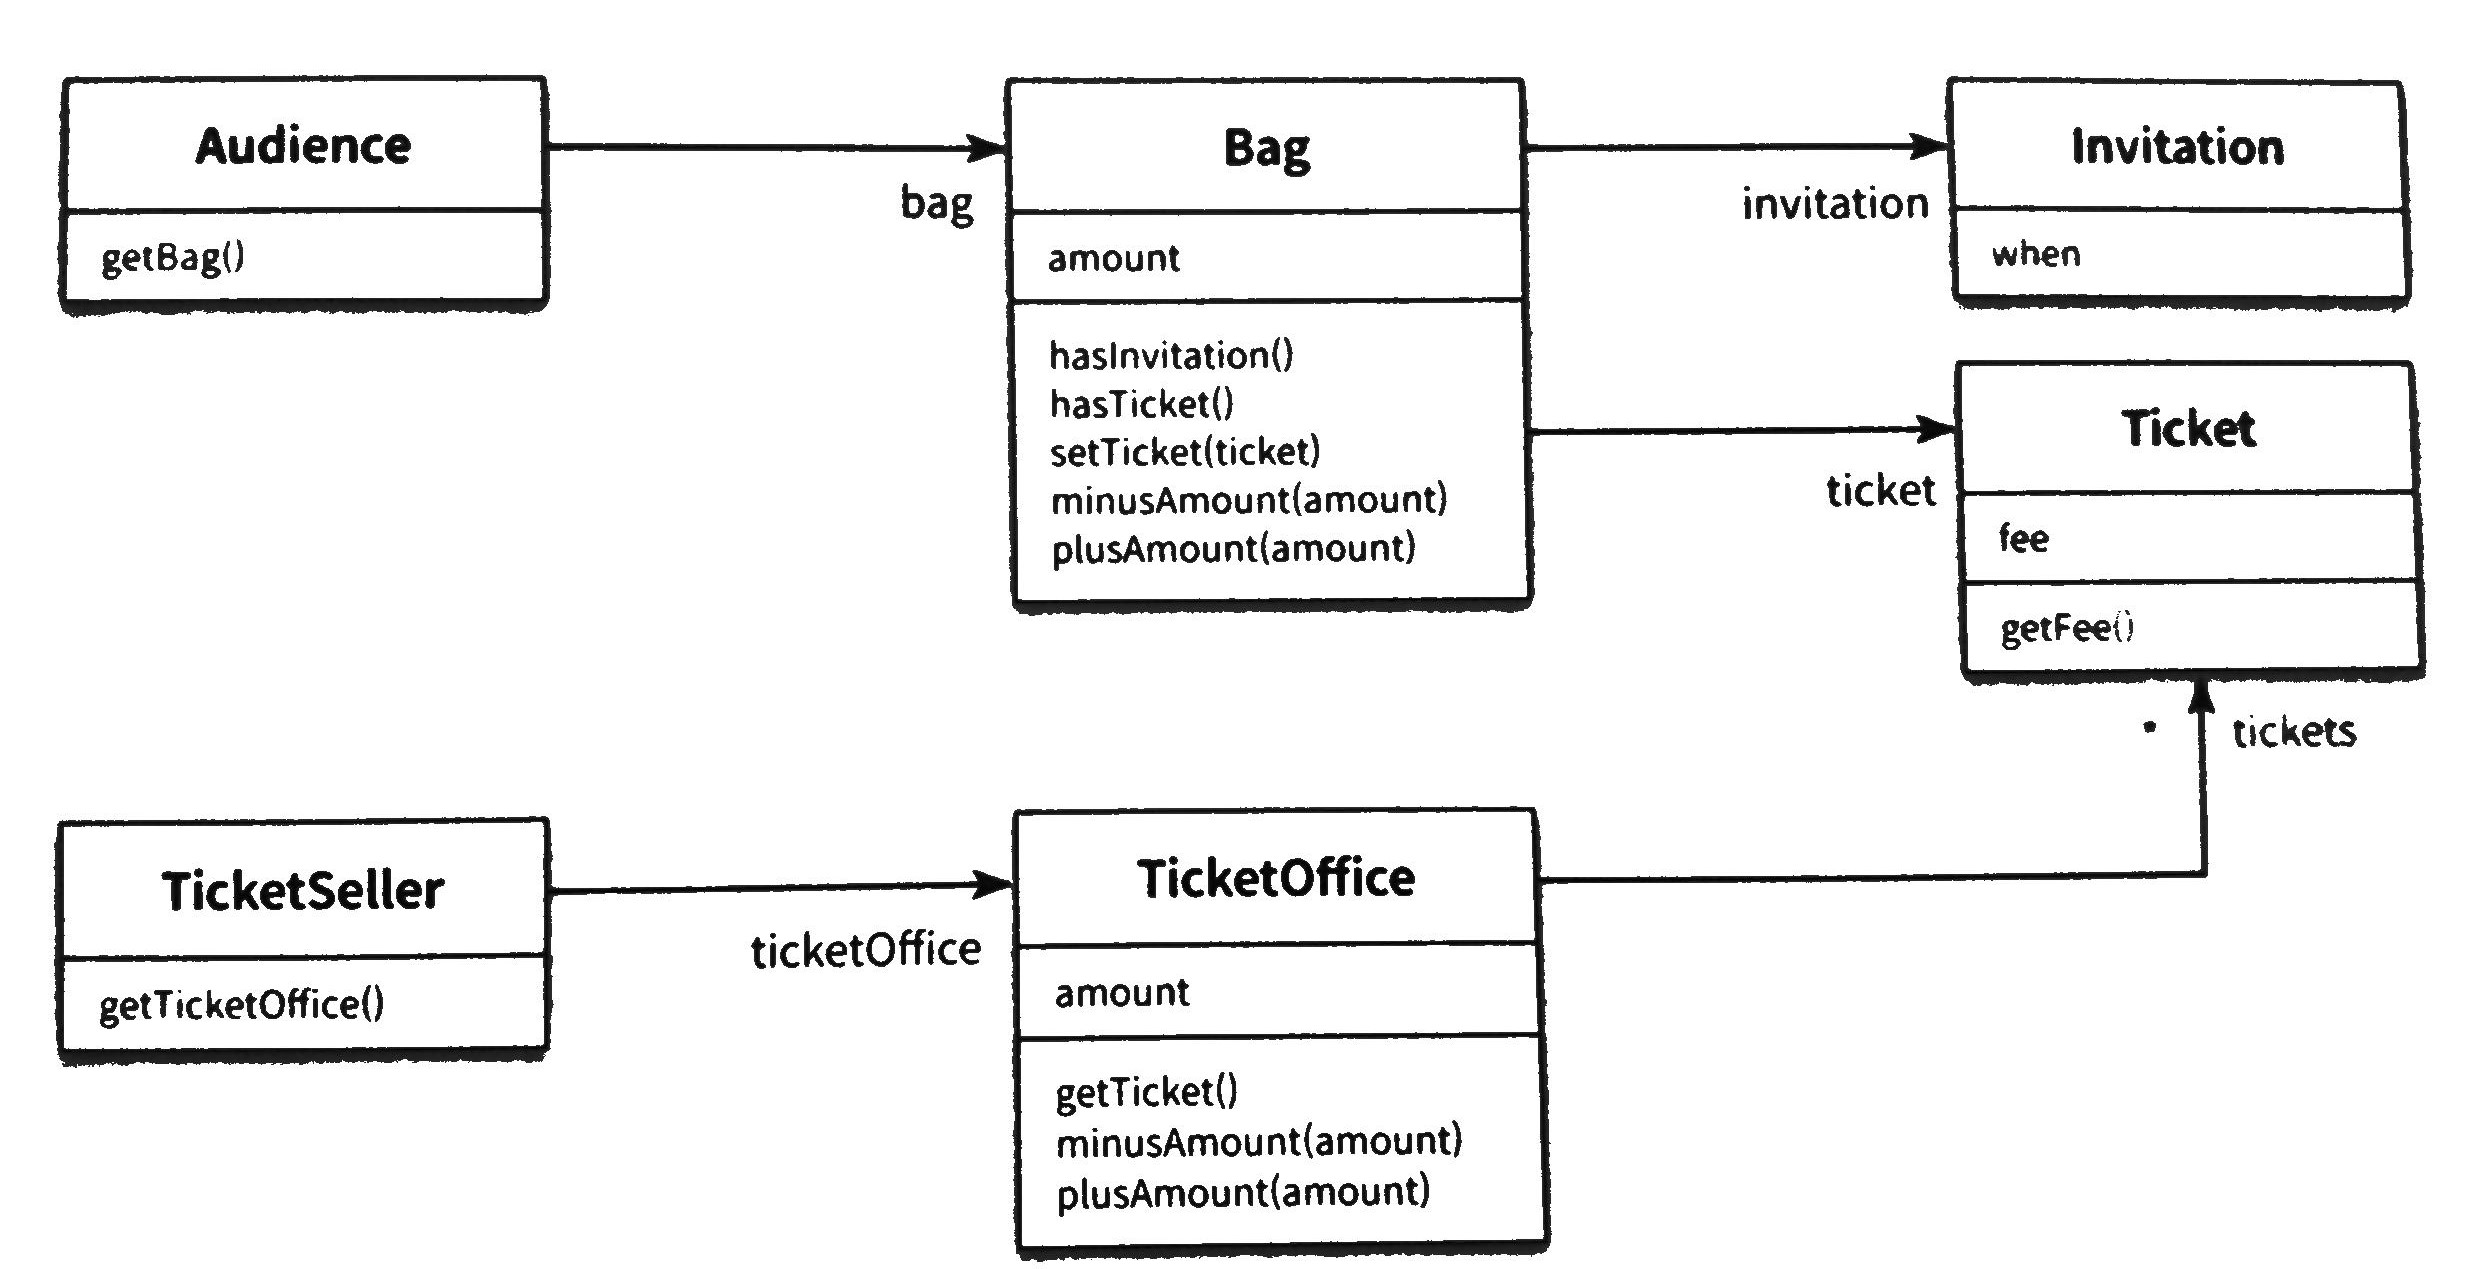 Audience
getBag()
bag
Bag
amount
hasInvitation()
hasTicket()
setTicket(ticket)
minusAmount(amount)
plusAmount(amount)
invitation
Invitation
when
ticket
Ticket
fee
getFee()
* tickets
TicketSeller
getTicketOffice()
ticketOffice
TicketOffice
amount
getTicket()
minusAmount(amount)
plusAmount(amount)